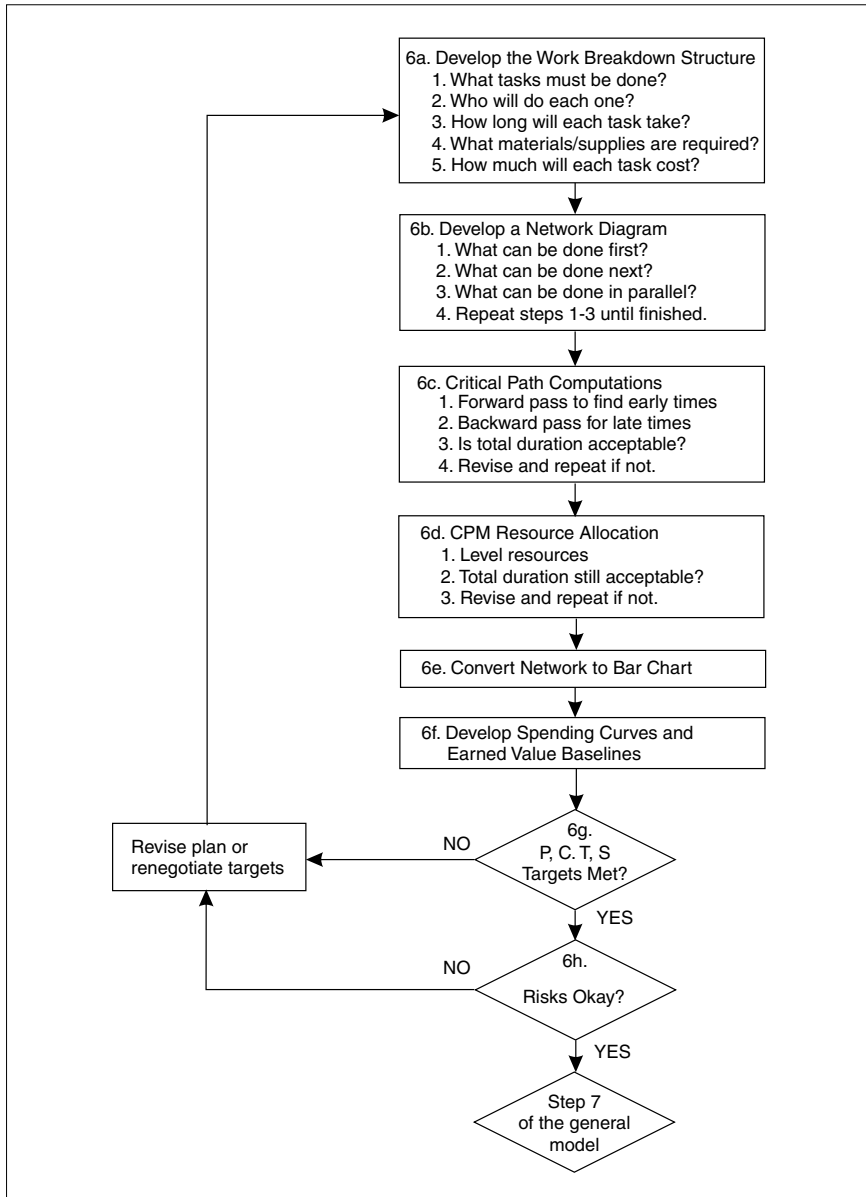 6a. Develop the Work Breakdown Structure
1. What tasks must be done?
2. Who will do each one?
3. How long will each task take?
4. What materials/supplies are required?
5. How much will each task cost?
6b. Develop a Network Diagram
1. What can be done first?
2. What can be done next?
3. What can be done in parallel?
4. Repeat steps 1-3 until finished.
6c. Critical Path Computations
1. Forward pass to find early times
2. Backward pass for late times
3. Is total duration acceptable?
4. Revise and repeat if not.
6d. CPM Resource Allocation
1. Level resources
2. Total duration still acceptable?
3. Revise and repeat if not.
6e. Convert Network to Bar Chart
6f. Develop Spending Curves and
Earned Value Baselines
6g.
P, C. T, S
Targets Met?
NO
Revise plan or
renegotiate targets
YES
6h.
Risks Okay?
NO
YES
Step 7
of the general
model